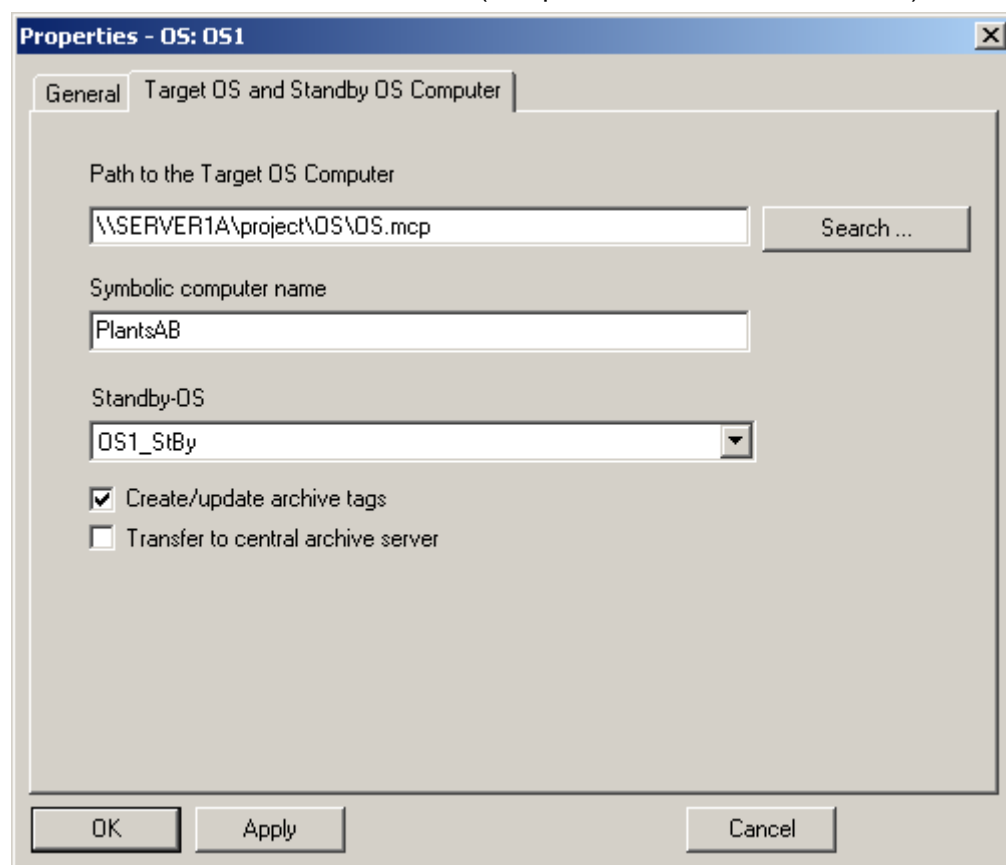 Properties - OS: OS1
General Target OS and Standby OS Computer
Path to the Target OS Computer
\\SERVER1A\project\OS\OS.mcp Search ...
Symbolic computer name
PlantsAB
Standby-OS
OS1_StBy
Create/update archive tags
Transfer to central archive server
OK Apply Cancel